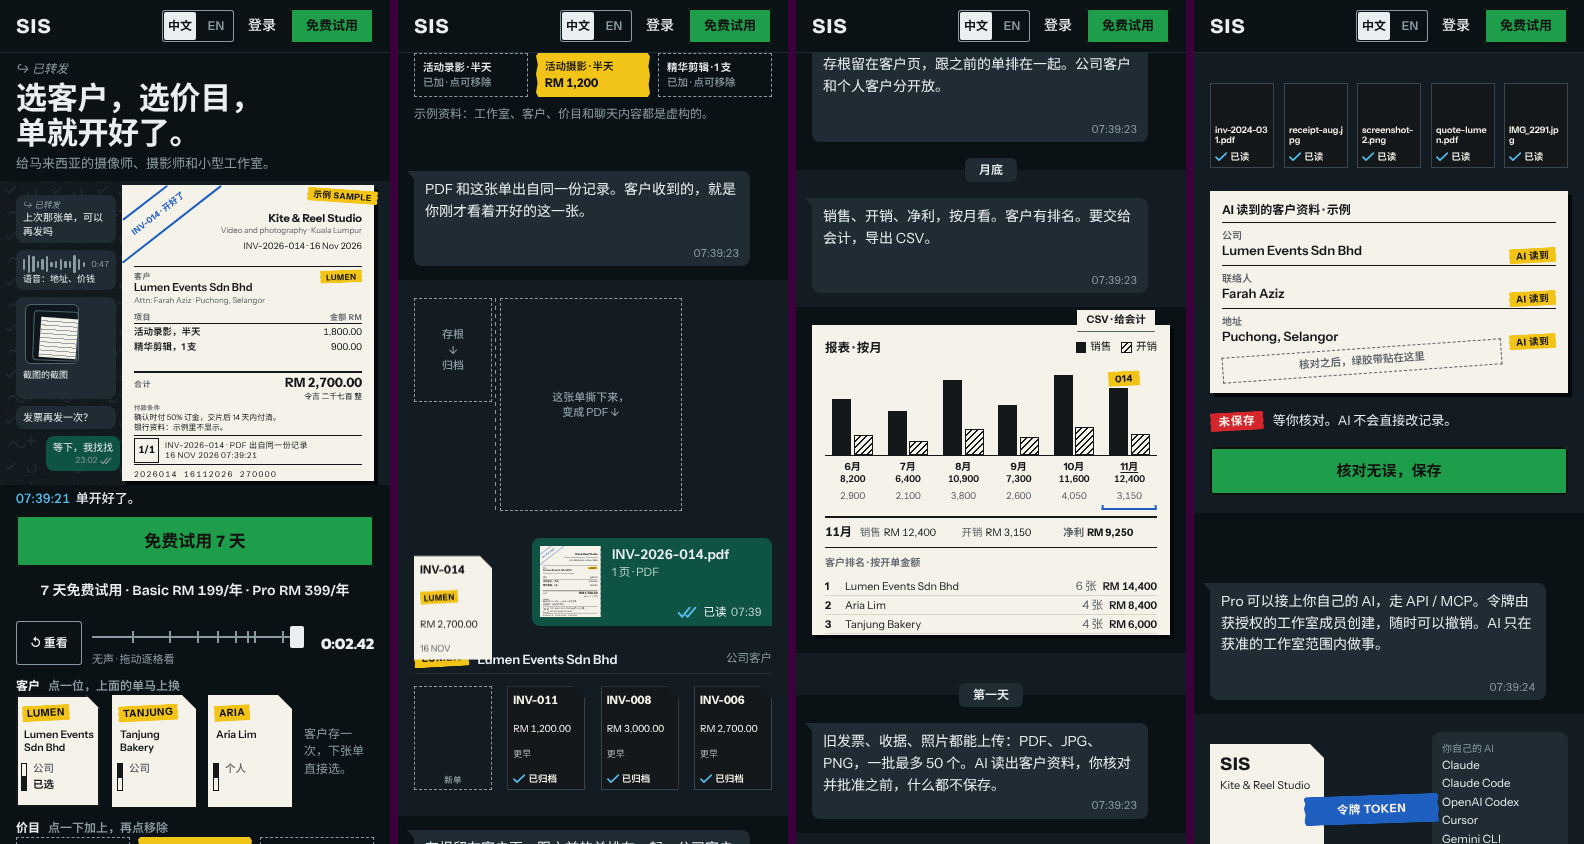 SIS
中文 EN 登录 免费试用
已转发
选客户，选价目，
单就开好了。
给马来西亚的摄像师、摄影师和小型工作室。
已转发
上次那张单，可以
再发吗
0:47
语音：地址、价钱
截图的截图
发票再发一次？
等下，我找找
23:02
INV-014·开好了
示例 SAMPLE
Kite & Reel Studio
Video and photography · Kuala Lumpur
INV-2026-014 · 16 Nov 2026
客户
LUMEN
Lumen Events Sdn Bhd
Attn: Farah Aziz · Puchong, Selangor
项目 金额 RM
活动录影，半天 1,800.00
精华剪辑，1支 900.00
合计 RM 2,700.00
令吉 二千七百 整
付款条件
确认时付 50% 订金，交片后 14 天内付清。
银行资料：示例里不显示。
1/1
INV-2026-014 · PDF 出自同一份记录
16 NOV 2026 07:39:21
2026014 16112026 270000
07:39:21 单开好了。
免费试用 7 天
7 天免费试用 · Basic RM 199/年 · Pro RM 399/年
重看
0:02.42
无声·拖动逐格看
客户 点一位，上面的单马上换
LUMEN
Lumen Events
Sdn Bhd
公司
已选
TANJUNG
Tanjung
Bakery
公司
ARIA
Aria Lim
个人
客户存一
次，下张单
直接选。
价目 点一下加上，再点移除
SIS
中文 EN 登录 免费试用
活动录影·半天
已加·点可移除
活动摄影·半天
RM 1,200
精华剪辑·1支
已加·点可移除
示例资料：工作室、客户、价目和聊天内容都是虚构的。
PDF 和这张单出自同一份记录。客户收到的，就是
你刚才看着开好的这一张。
07:39:23
存根
↓
归档
这张单撕下来，
变成 PDF ↓
INV-2026-014.pdf
1 页 · PDF
已读 07:39
INV-014
LUMEN
RM 2,700.00
16 NOV
LUMEN
Lumen Events Sdn Bhd 公司客户
新单
INV-011
RM 1,200.00
更早
已归档
INV-008
RM 3,000.00
更早
已归档
INV-006
RM 2,700.00
更早
已归档
SIS
中文 EN 登录 免费试用
存根留在客户页，跟之前的单排在一起。公司客户
和个人客户分开放。
07:39:23
月底
销售、开销、净利，按月看。客户有排名。要交给
会计，导出 CSV。
07:39:23
CSV·给会计
报表·按月
销售 开销
014
6月 7月 8月 9月 10月 11月
8,200 6,400 10,900 7,300 11,600 12,400
2,900 2,100 3,800 2,600 4,050 3,150
11月 销售 RM 12,400 开销 RM 3,150 净利 RM 9,250
客户排名·按开单金额
1 Lumen Events Sdn Bhd 6 张 RM 14,400
2 Aria Lim 4 张 RM 8,400
3 Tanjung Bakery 4 张 RM 6,000
第一天
旧发票、收据、照片都能上传：PDF、JPG、
PNG，一批最多 50 个。AI 读出客户资料，你核对
并批准之前，什么都不保存。
07:39:23
SIS
中文 EN 登录 免费试用
inv-2024-03
1.pdf
已读
receipt-aug.j
pg
已读
screenshot-
2.png
已读
quote-lume
n.pdf
已读
IMG_2291.jp
g
已读
AI 读到的客户资料·示例
公司
Lumen Events Sdn Bhd
AI 读到
联络人
Farah Aziz
AI 读到
地址
Puchong, Selangor
AI 读到
核对之后，绿胶带贴在这里
未保存 等你核对。AI 不会直接改记录。
核对无误，保存
Pro 可以接上你自己的 AI，走 API / MCP。令牌由
获授权的工作室成员创建，随时可以撤销。AI 只在
获准的工作室范围内做事。
07:39:24
SIS
Kite & Reel Studio
令牌 TOKEN
你自己的 AI
Claude
Claude Code
OpenAI Codex
Cursor
Gemini CLI